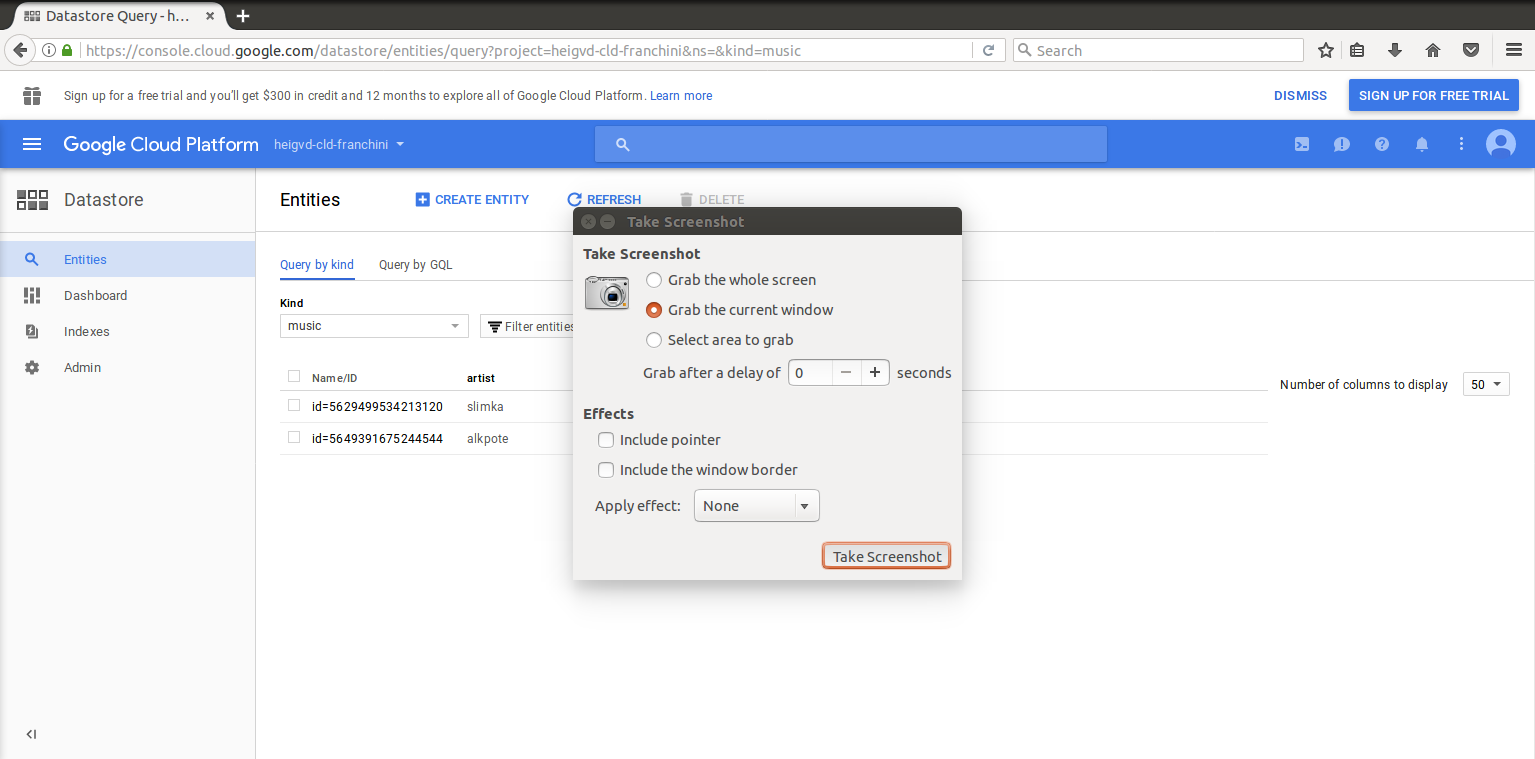 Datastore Query - h...
https://console.cloud.google.com/datastore/entities/query?project=heigvd-cld-franchini&ns=&kind=music
Search
Sign up for a free trial and you'll get $300 in credit and 12 months to explore all of Google Cloud Platform. Learn more
DISMISS
SIGN UP FOR FREE TRIAL
Google Cloud Platform
heigvd-cld-franchini
Datastore
Entities
Dashboard
Indexes
Admin
Entities
CREATE ENTITY
REFRESH
DELETE
Query by kind
Query by GQL
Kind
music
Filter entities
Name/ID
artist
id=5629499534213120
slimka
id=5649391675244544
alkpote
Number of columns to display
50
Take Screenshot
Take Screenshot
Grab the whole screen
Grab the current window
Select area to grab
Grab after a delay of
0
seconds
Effects
Include pointer
Include the window border
Apply effect:
None
Take Screenshot